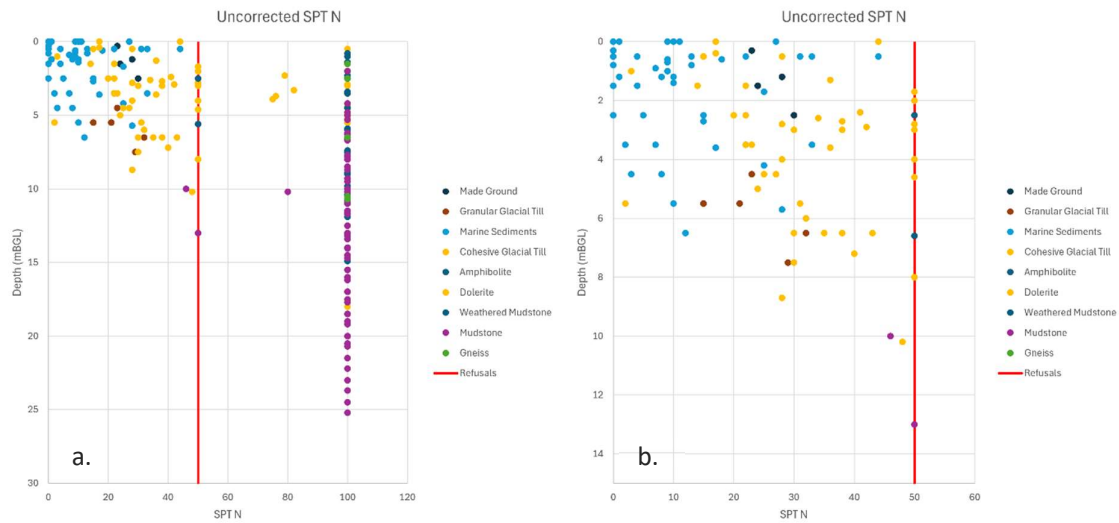 Uncorrected SPT N
0
5
10
15
20
25
30
Depth (mBGL)
0
20
40
60
80
100
120
SPT N
a.
Made Ground
Granular Glacial Till
Marine Sediments
Cohesive Glacial Till
Amphibolite
Dolerite
Weathered Mudstone
Mudstone
Gneiss
Refusals
Uncorrected SPT N
0
2
4
6
8
10
12
14
Depth (mBGL)
0
10
20
30
40
50
60
SPT N
b.
Made Ground
Granular Glacial Till
Marine Sediments
Cohesive Glacial Till
Amphibolite
Dolerite
Weathered Mudstone
Mudstone
Gneiss
Refusals